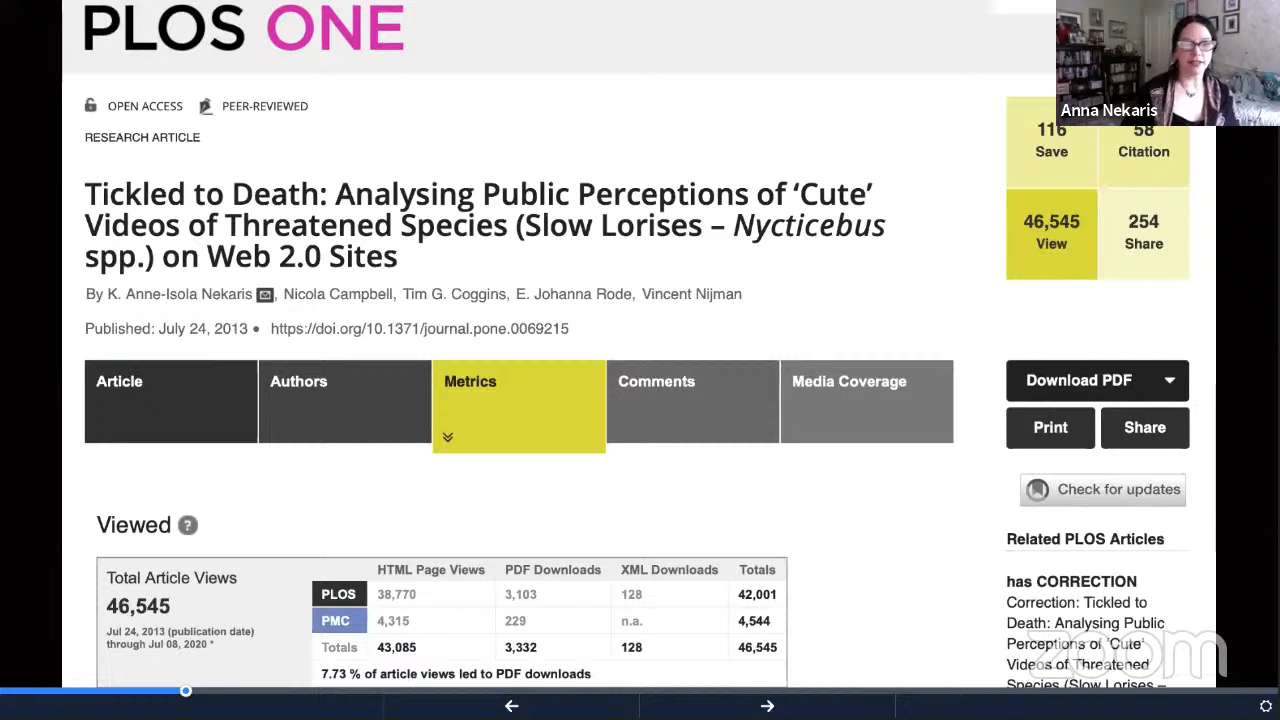 PLOS ONE
Anna Nekaris
OPEN ACCESS PEER-REVIEWED
RESEARCH ARTICLE
116 58
Save Citation
46,545 254
View Share
Tickled to Death: Analysing Public Perceptions of ‘Cute’
Videos of Threatened Species (Slow Lorises – Nycticebus
spp.) on Web 2.0 Sites
By K. Anne-Isola Nekaris , Nicola Campbell, Tim G. Coggins, E. Johanna Rode, Vincent Nijman
Published: July 24, 2013 • https://doi.org/10.1371/journal.pone.0069215
Article Authors Metrics Comments Media Coverage
Download PDF
Print Share
Check for updates
Viewed ?
Total Article Views
46,545
Jul 24, 2013 (publication date)
through Jul 08, 2020 *
HTML Page Views PDF Downloads XML Downloads Totals
PLOS 38,770 3,103 128 42,001
PMC 4,315 229 n.a. 4,544
Totals 43,085 3,332 128 46,545
7.73 % of article views led to PDF downloads
Related PLOS Articles
has CORRECTION
Correction: Tickled to
Death: Analysing Public
Perceptions of ‘Cute’
Videos of Threatened
Species (Slow Lorises –
zoom